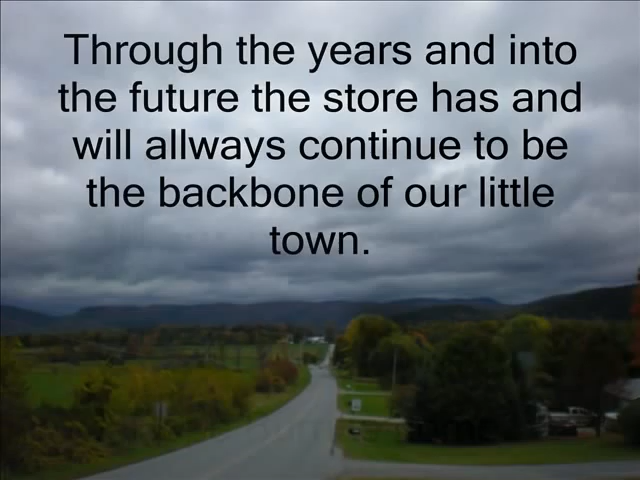 Through the years and into
the future the store has and
will allways continue to be
the backbone of our little
town.